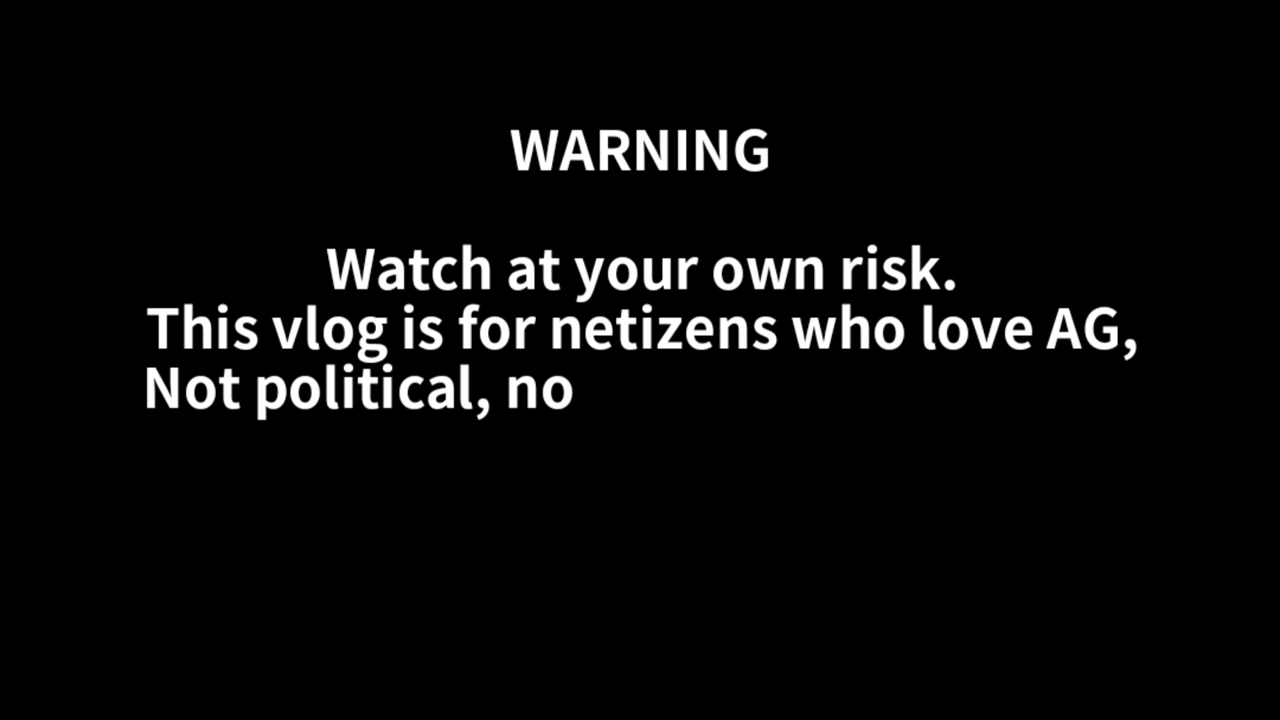 WARNING
Watch at your own risk.
This vlog is for netizens who love AG,
Not political, no